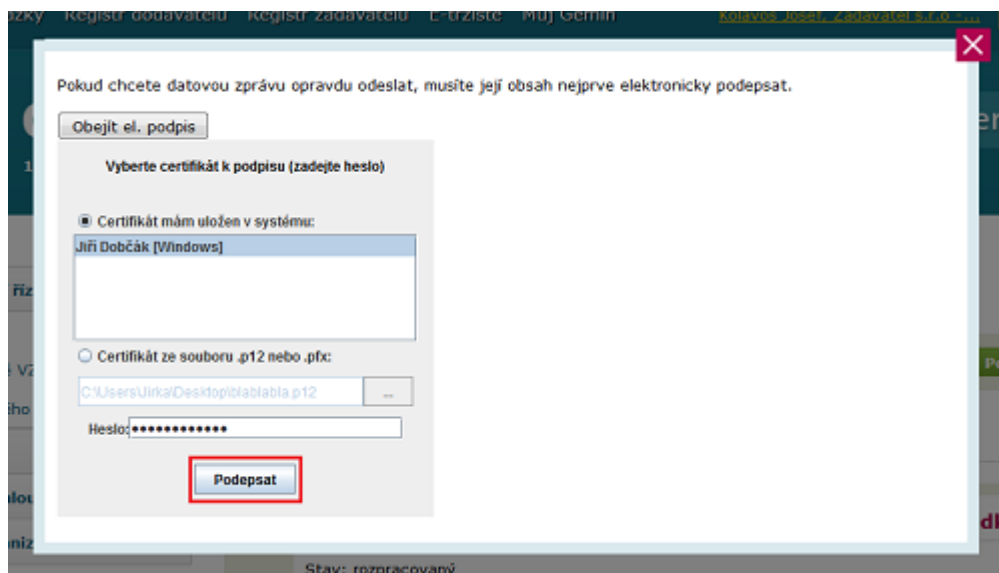 Registr dodavatelů Registr zadavatelů E-tržiště Můj Gemin
Kolavos Josef, Zadavatel s.r.o -...
Pokud chcete datovou zprávu opravdu odeslat, musíte její obsah nejprve elektronicky podepsat.
Obejít el. podpis
Vyberte certifikát k podpisu (zadejte heslo)
Certifikát mám uložen v systému:
Jiří Dobčák [Windows]
Certifikát ze souboru .p12 nebo .pfx:
C:\Users\Jirka\Desktop\blablabla.p12
...
Heslo:
Podepsat
Stav: rozpracovaný